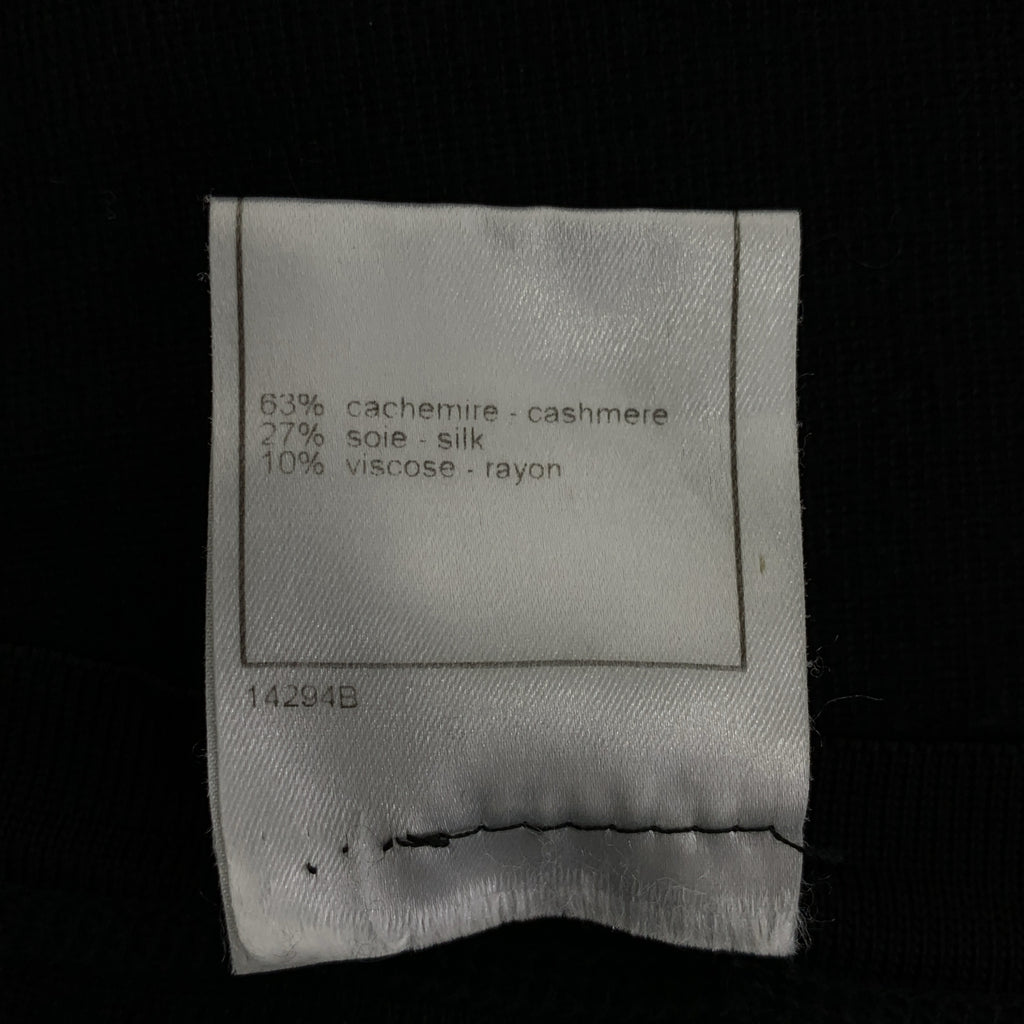 63% cachemire - cashmere
27% soie - silk
10% viscose - rayon
14294B